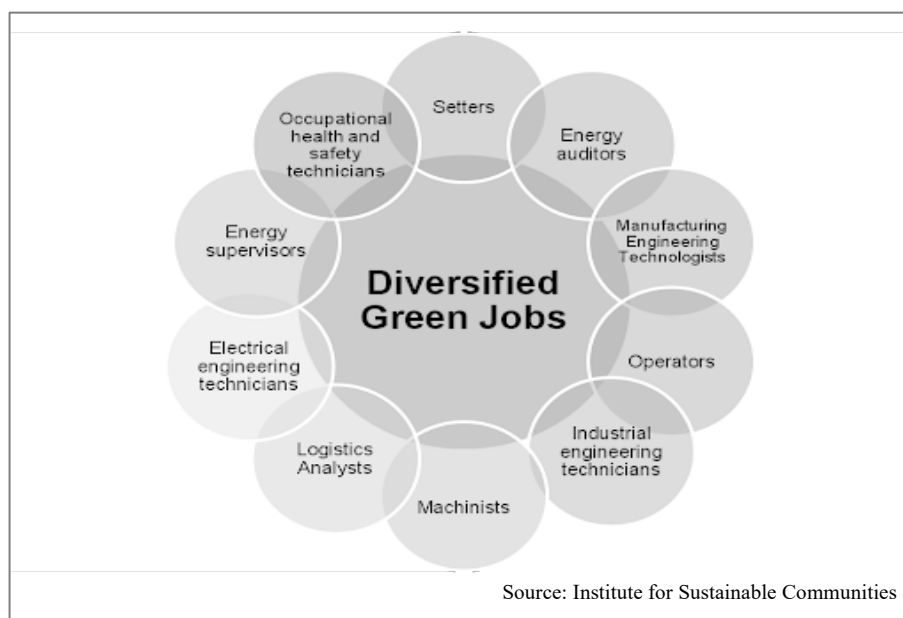 Setters
Energy
auditors
Manufacturing
Engineering
Technologists
Operators
Industrial
engineering
technicians
Machinists
Logistics
Analysts
Electrical
engineering
technicians
Energy
supervisors
Occupational
health and
safety
technicians
Diversified
Green Jobs
Source: Institute for Sustainable Communities